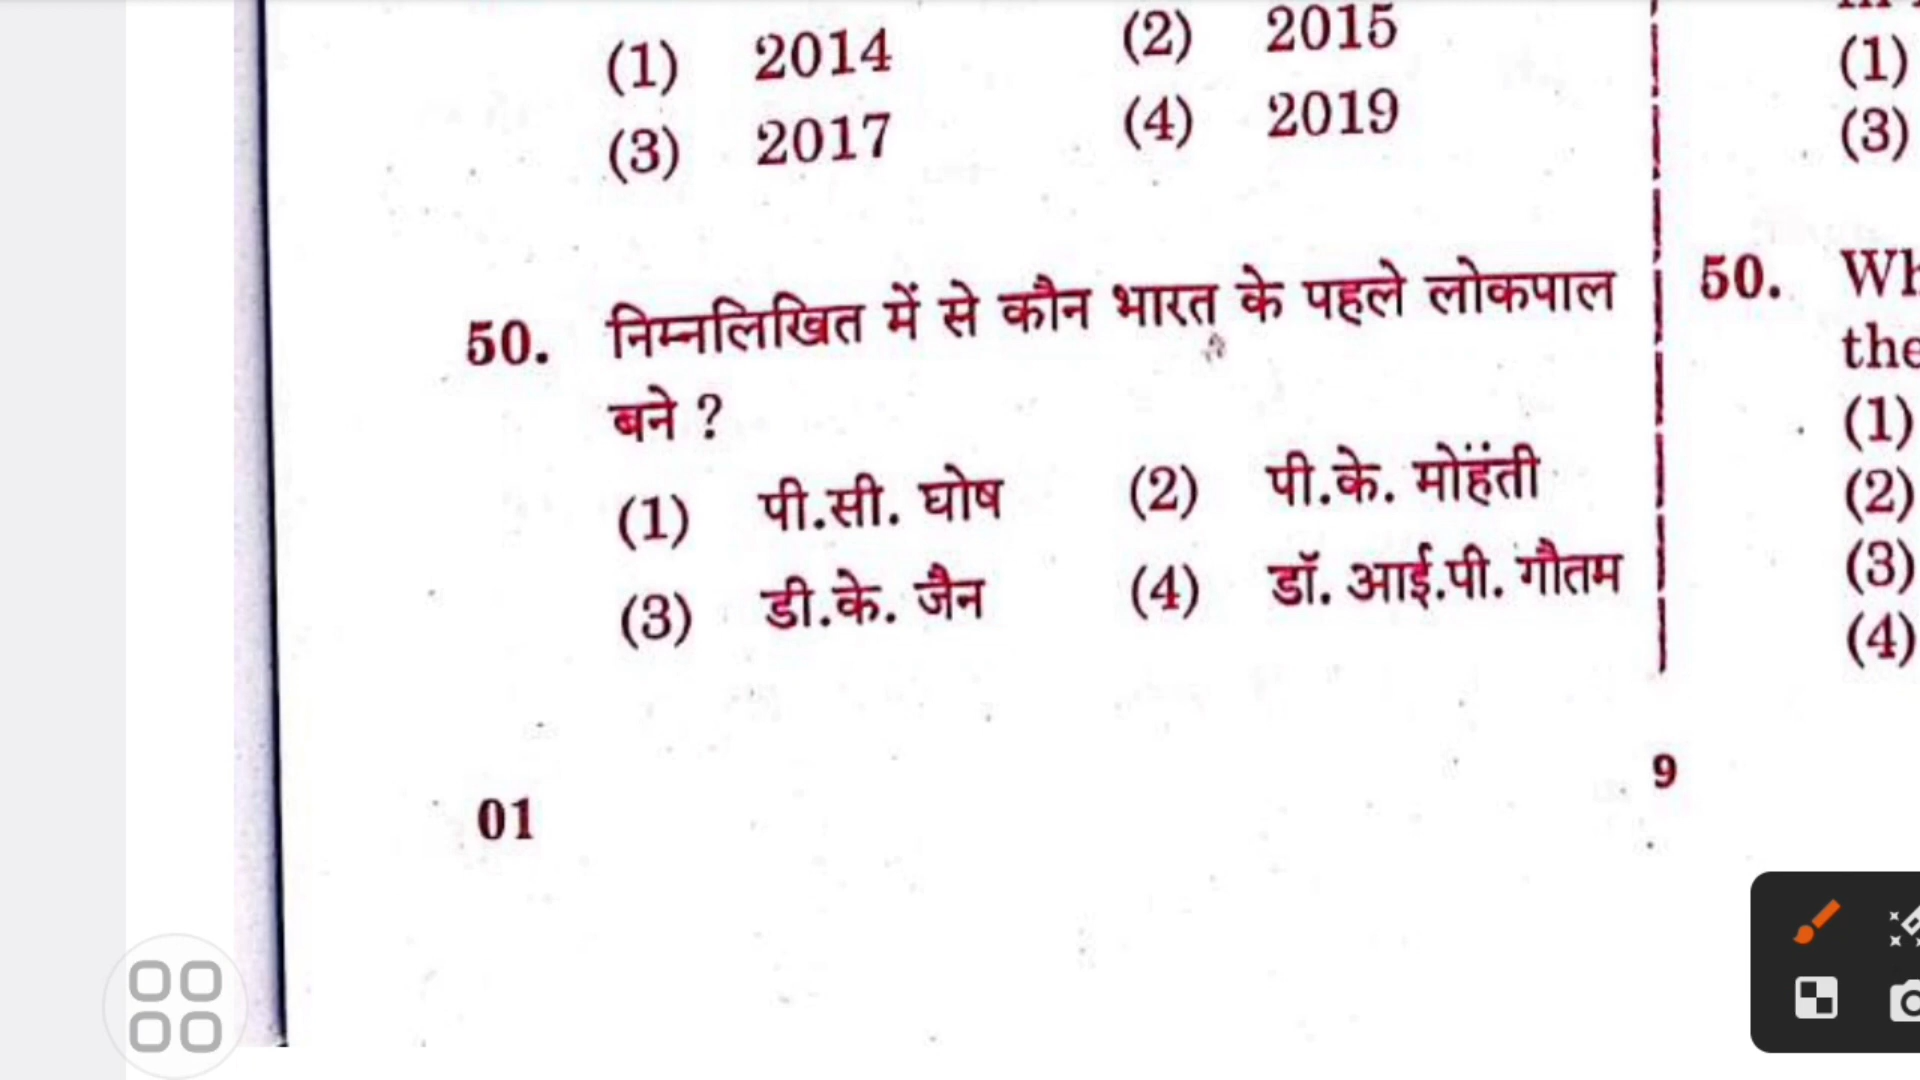 (1) 2014 (2) 2015
(3) 2017 (4) 2019
50. निम्नलिखित में से कौन भारत के पहले लोकपाल
बने ?
(1) पी.सी. घोष (2) पी.के. मोहंती
(3) डी.के. जैन (4) डॉ. आई.पी. गौतम
01
9
(1)
(3)
50.
the
(1)
(2)
(3)
(4)